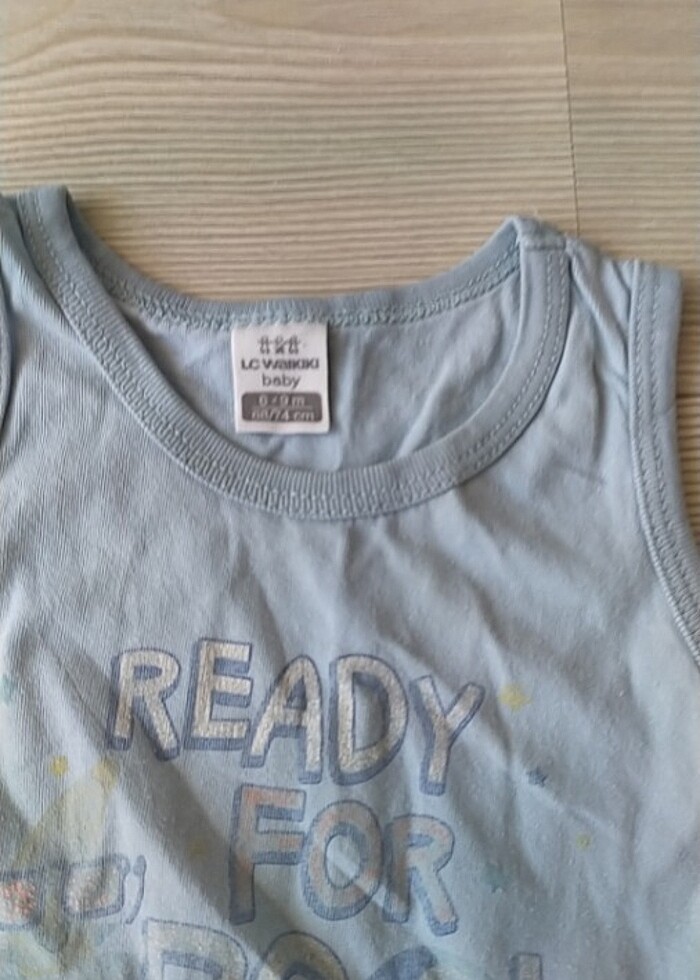 LC WAIKIKI
baby
6-9 m
68/74 cm
READY
FOR